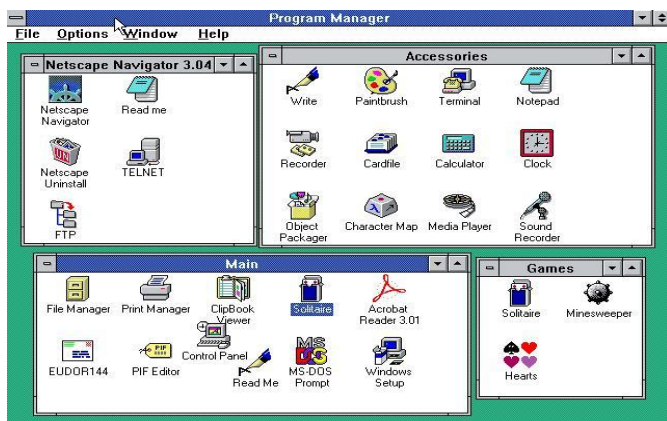 Program Manager
File Options Window Help
Netscape Navigator 3.04
Netscape
Navigator
Read me
Netscape
Uninstall
TELNET
FTP
Accessories
Write
Paintbrush
Terminal
Notepad
Recorder
Cardfile
Calculator
Clock
Object
Packager
Character Map
Media Player
Sound
Recorder
Main
File Manager
Print Manager
ClipBook
Viewer
Solitaire
Acrobat
Reader 3.01
EUDOR144
PIF
PIF Editor
Control Panel
Read Me
MS
DOS
MS-DOS
Prompt
Windows
Setup
Games
Solitaire
Minesweeper
Hearts